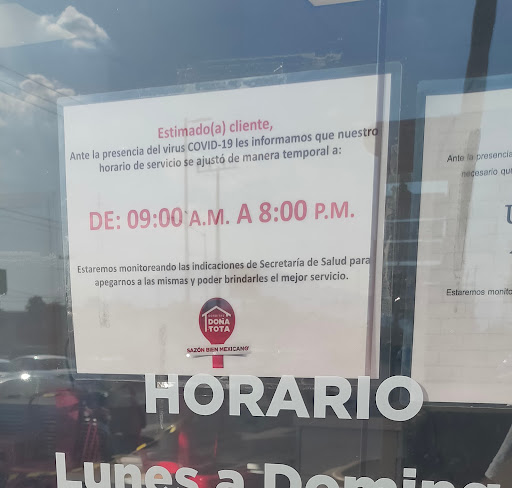 Estimado(a) cliente,
Ante la presencia del virus COVID-19 les informamos que nuestro
horario de servicio se ajustó de manera temporal a:
DE: 09:00 A.M. A 8:00 P.M.
Estaremos monitoreando las indicaciones de Secretaría de Salud para
apegarnos a las mismas y poder brindarles el mejor servicio.
DOÑA
TOTA
SAZÓN BIEN MEXICANO
HORARIO
Lunes a Doming
Ante la presencia
necesario qu
Estaremos monito